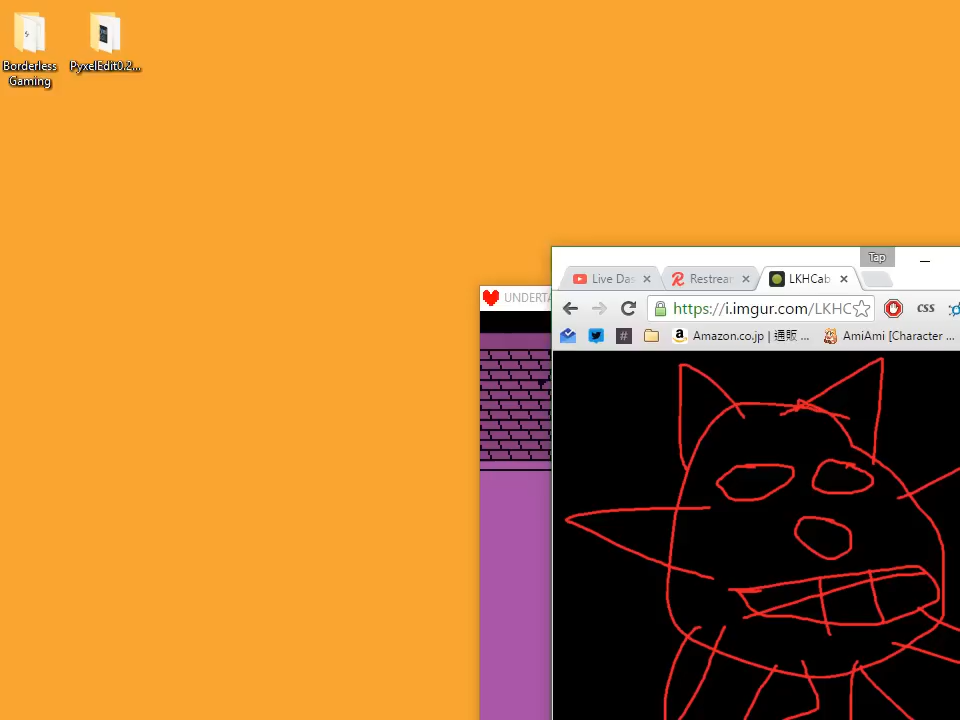 Borderless
Gaming
PyxelEdit0.2...
UNDERTA
Tap
Live Das
Restrear
LKHCab
https://i.imgur.com/LKHC
CSS
#
a
Amazon.co.jp | 通販 ...
AmiAmi [Character ...